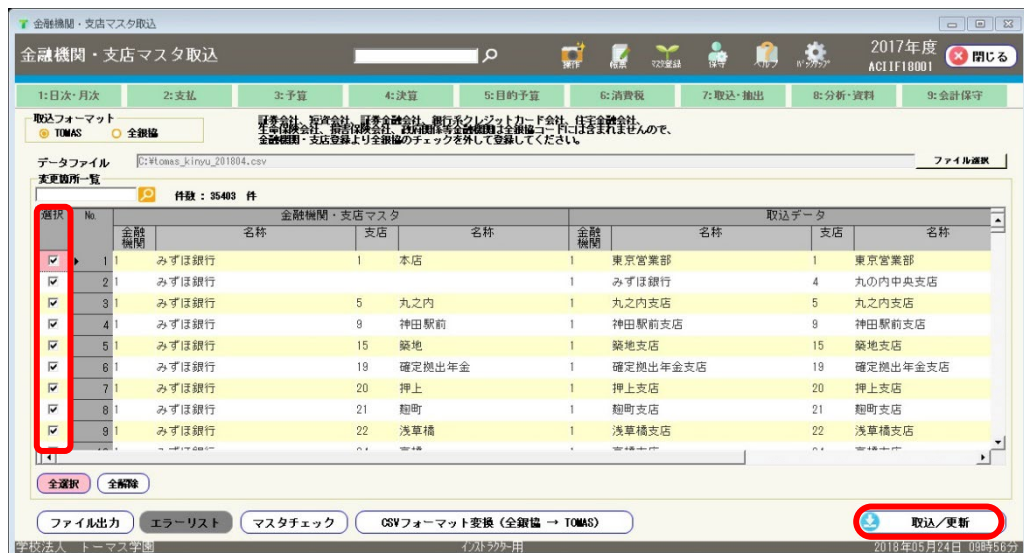 金融機関・支店マスタ取込
金融機関・支店マスタ取込
操作 帳票 マスタ登録 保守 ヘルプ ﾊﾞｯｸｱｯﾌﾟ
2017年度
ACIIF18001
閉じる
1:日次・月次 2:支払 3:予算 4:決算 5:目的予算 6:消費税 7:取込・抽出 8:分析・資料 9:会計保守
取込フォーマット
TOMAS 全銀協
証券会社、短資会社、証券金融会社、銀行系クレジットカード会社、住宅金融会社、
生命保険会社、損害保険会社、政府関係等金融機関は全銀協コードには含まれませんので、
金融機関・支店登録より全銀協のチェックを外して登録してください。
データファイル C:¥tomas_kinyu_201804.csv ファイル選択
変更箇所一覧
件数 : 35403 件
選択 No. 金融機関・支店マスタ 取込データ
金融機関 名称 支店 名称 金融機関 名称 支店 名称
1 1 みずほ銀行 1 本店 1 東京営業部 1 東京営業部
2 1 みずほ銀行 1 みずほ銀行 4 丸の内中央支店
3 1 みずほ銀行 5 丸之内 1 丸之内支店 5 丸之内支店
4 1 みずほ銀行 9 神田駅前 1 神田駅前支店 9 神田駅前支店
5 1 みずほ銀行 15 築地 1 築地支店 15 築地支店
6 1 みずほ銀行 19 確定拠出年金 1 確定拠出年金支店 19 確定拠出年金支店
7 1 みずほ銀行 20 押上 1 押上支店 20 押上支店
8 1 みずほ銀行 21 麹町 1 麹町支店 21 麹町支店
9 1 みずほ銀行 22 浅草橋 1 浅草橋支店 22 浅草橋支店
全選択 全解除
ファイル出力 エラーリスト マスタチェック CSVフォーマット変換（全銀協 → TOMAS） 取込／更新
学校法人 トーマス学園 インストラクター用 2018年05月24日 09時56分